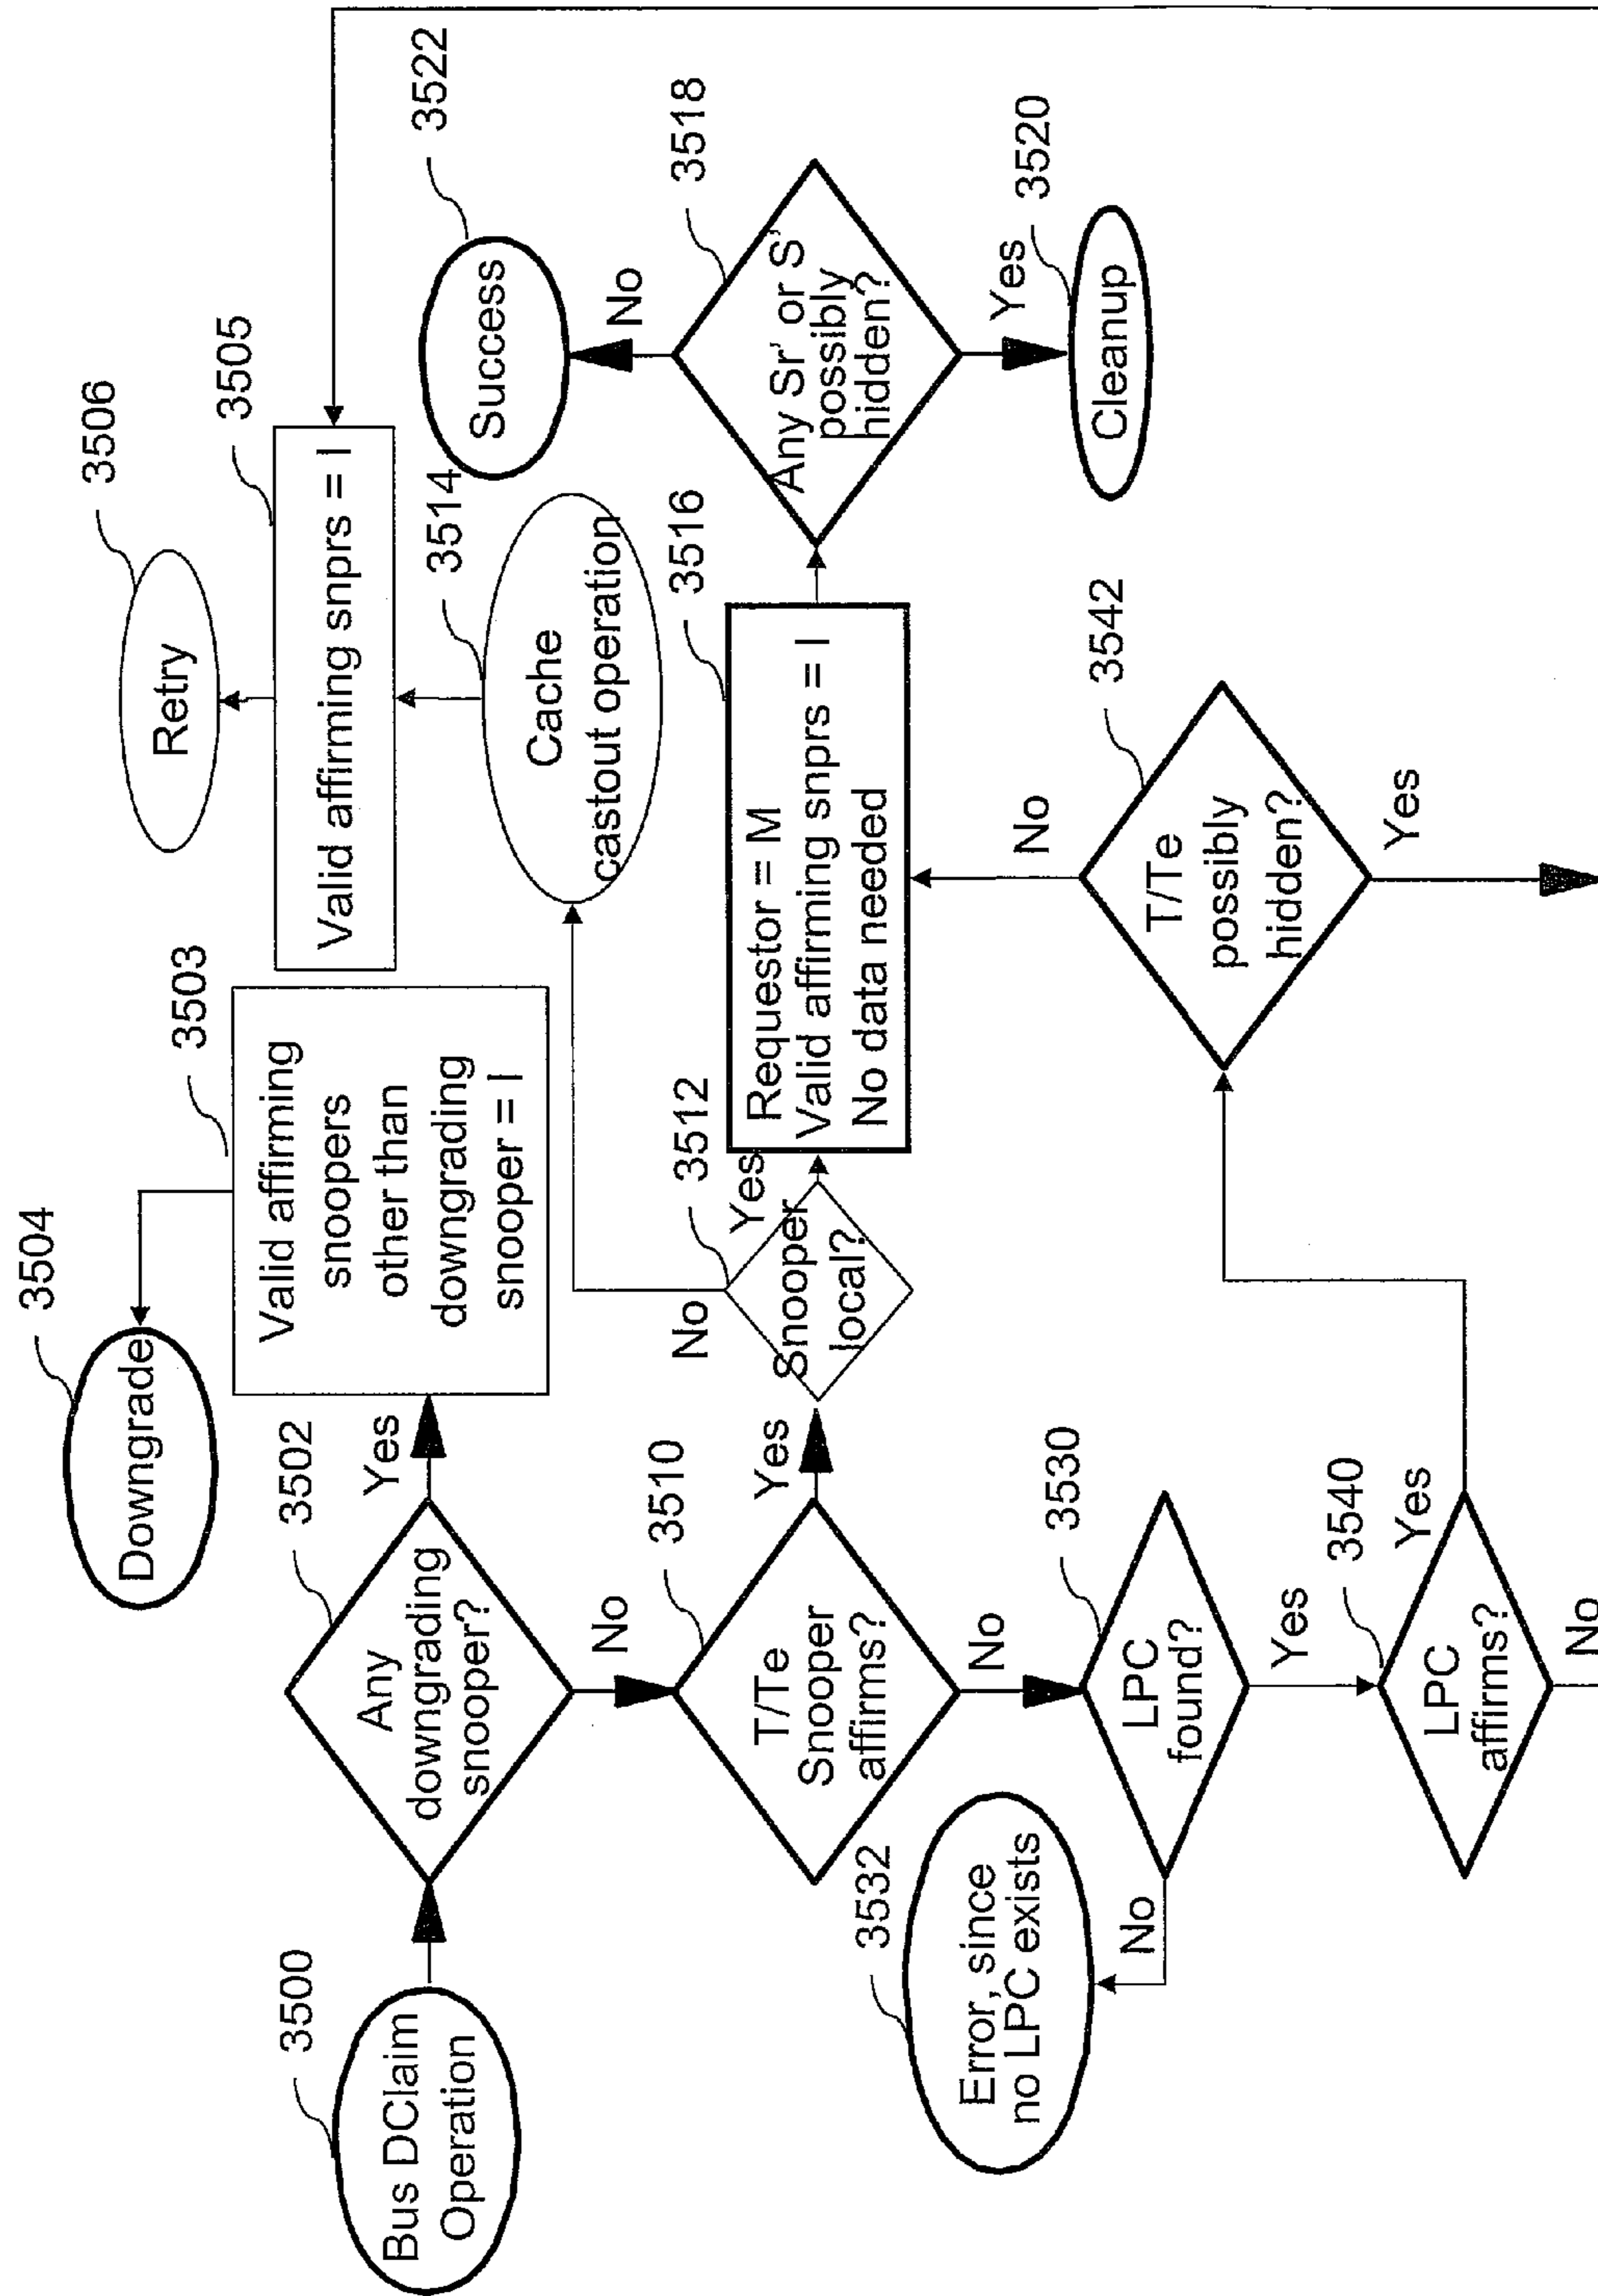 3500
Bus DClaim
Operation
3502
Any
downgrading
snooper?
Yes
No
3503
Valid affirming
snoopers
other than
downgrading
snooper = I
3504
Downgrade
3505
Valid affirming snprs = I
3506
Retry
3510
T/Te
Snooper
affirms?
Yes
No
3512
Snooper
local?
No
Yes
3514
Cache
castout operation
3516
Requestor = M
Valid affirming snprs = I
No data needed
3518
Any Sr' or S'
possibly
hidden?
No
Yes
3522
Success
3520
Cleanup
3530
LPC
found?
No
Yes
3532
Error, since
no LPC exists
3540
LPC
affirms?
Yes
No
3542
T/Te
possibly
hidden?
No
Yes